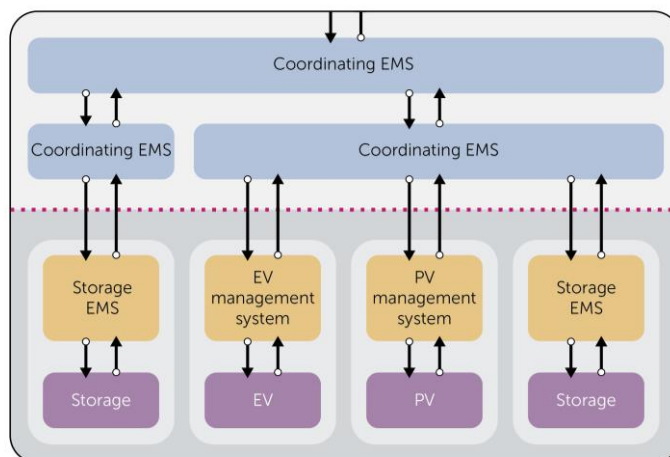 Coordinating EMS
Coordinating EMS
Coordinating EMS
Storage
EMS
EV
management
system
PV
management
system
Storage
EMS
Storage
EV
PV
Storage